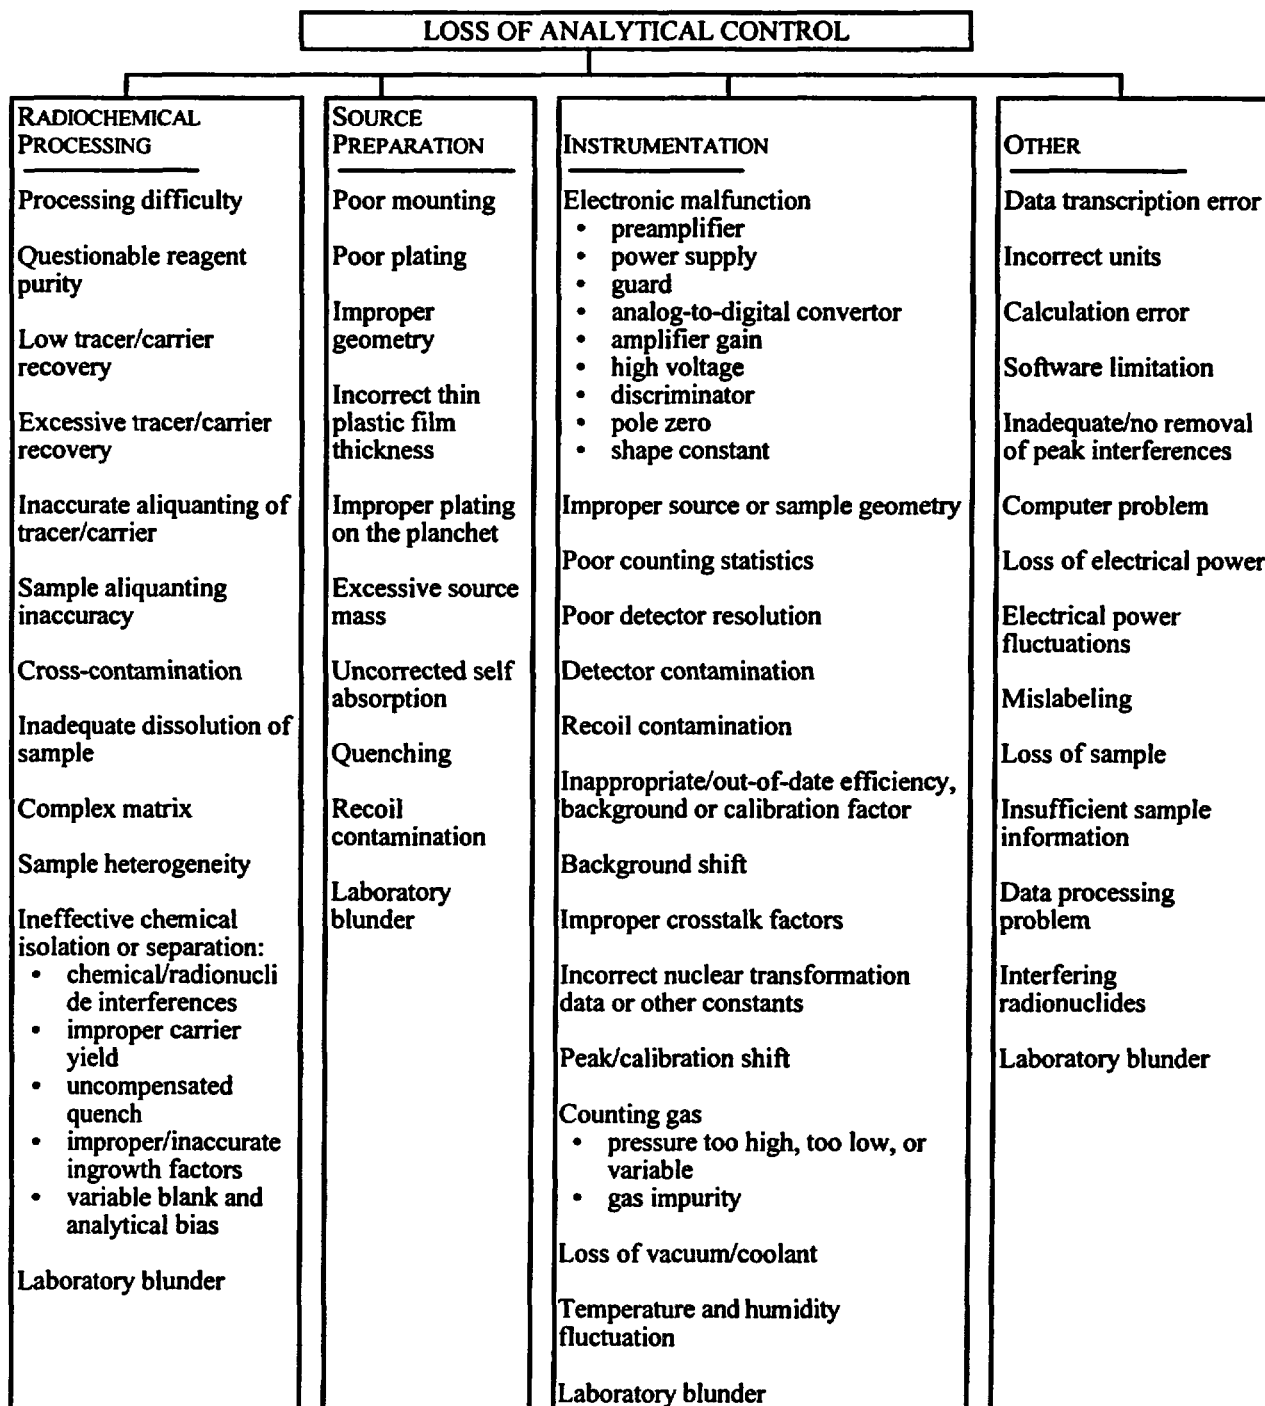 LOSS OF ANALYTICAL CONTROL
RADIOCHEMICAL
PROCESSING
Processing difficulty
Questionable reagent
purity
Low tracer/carrier
recovery
Excessive tracer/carrier
recovery
Inaccurate aliquanting of
tracer/carrier
Sample aliquanting
inaccuracy
Cross-contamination
Inadequate dissolution of
sample
Complex matrix
Sample heterogeneity
Ineffective chemical
isolation or separation:
• chemical/radionucli
de interferences
• improper carrier
yield
• uncompensated
quench
• improper/inaccurate
ingrowth factors
• variable blank and
analytical bias
Laboratory blunder
SOURCE
PREPARATION
Poor mounting
Poor plating
Improper
geometry
Incorrect thin
plastic film
thickness
Improper plating
on the planchet
Excessive source
mass
Uncorrected self
absorption
Quenching
Recoil
contamination
Laboratory
blunder
INSTRUMENTATION
Electronic malfunction
• preamplifier
• power supply
• guard
• analog-to-digital convertor
• amplifier gain
• high voltage
• discriminator
• pole zero
• shape constant
Improper source or sample geometry
Poor counting statistics
Poor detector resolution
Detector contamination
Recoil contamination
Inappropriate/out-of-date efficiency,
background or calibration factor
Background shift
Improper crosstalk factors
Incorrect nuclear transformation
data or other constants
Peak/calibration shift
Counting gas
• pressure too high, too low, or
variable
• gas impurity
Loss of vacuum/coolant
Temperature and humidity
fluctuation
Laboratory blunder
OTHER
Data transcription error
Incorrect units
Calculation error
Software limitation
Inadequate/no removal
of peak interferences
Computer problem
Loss of electrical power
Electrical power
fluctuations
Mislabeling
Loss of sample
Insufficient sample
information
Data processing
problem
Interfering
radionuclides
Laboratory blunder